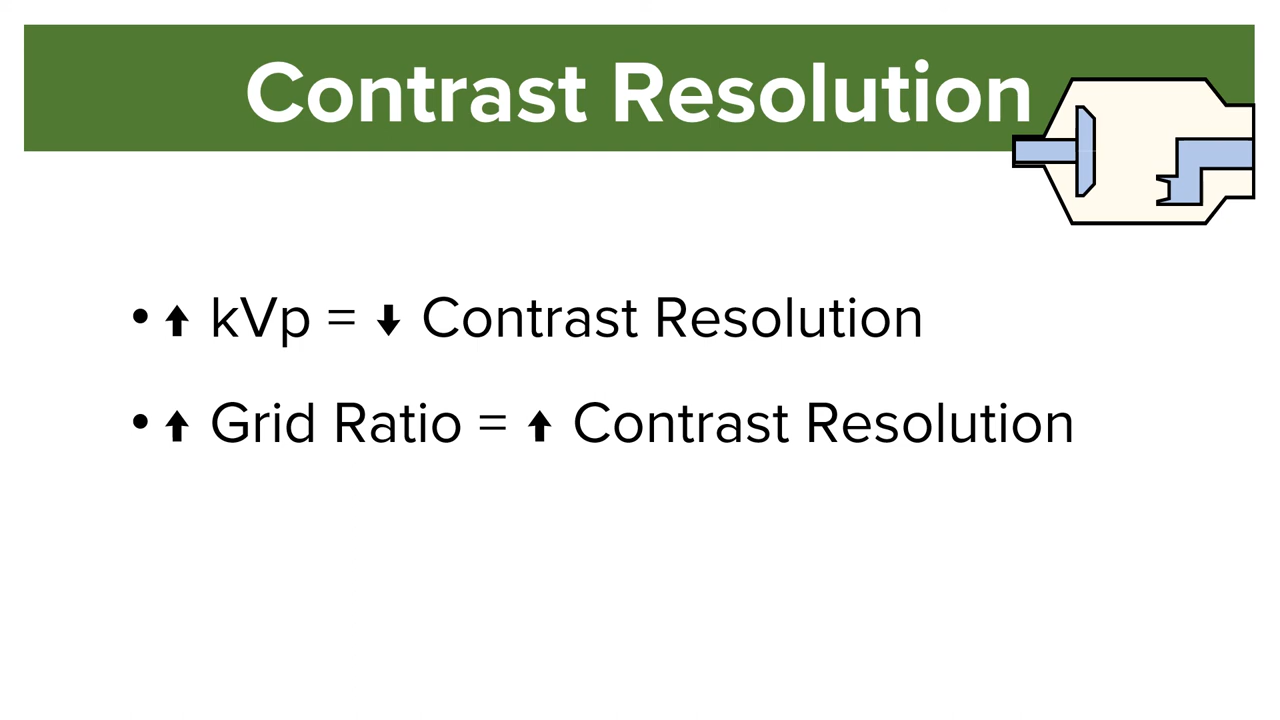 Contrast Resolution
• ⬆ kVp = ⬇ Contrast Resolution
• ⬆ Grid Ratio = ⬆ Contrast Resolution